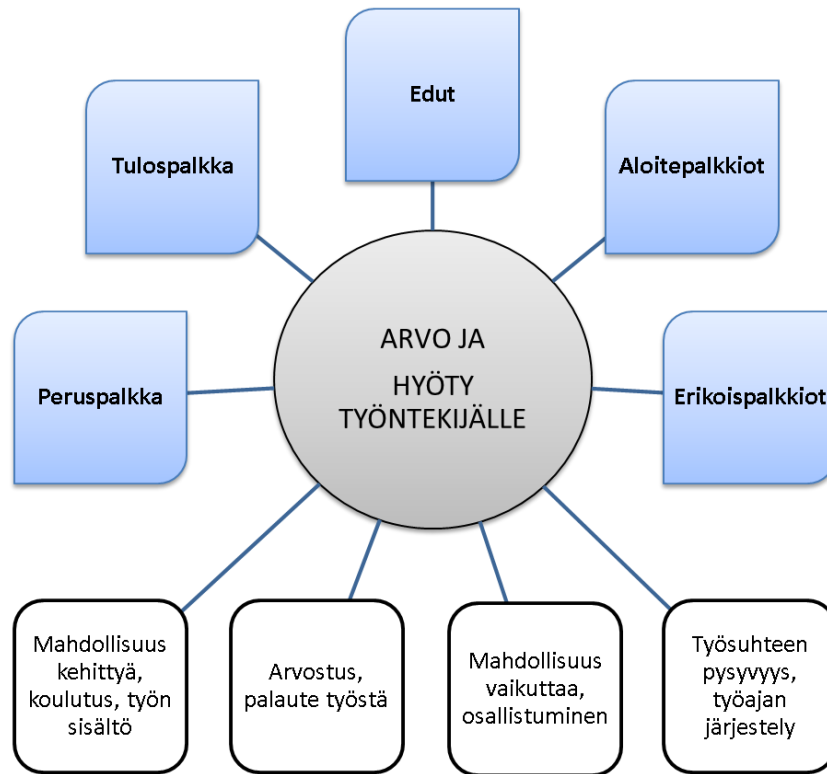 Edut
Tulospalkka
Aloitepalkkiot
ARVO JA
HYÖTY
TYÖNTEKIJÄLLE
Peruspalkka
Erikoispalkkiot
Mahdollisuus
kehittyä,
koulutus, työn
sisältö
Arvostus,
palaute työstä
Mahdollisuus
vaikuttaa,
osallistuminen
Työsuhteen
pysyvyys,
työajan
järjestely